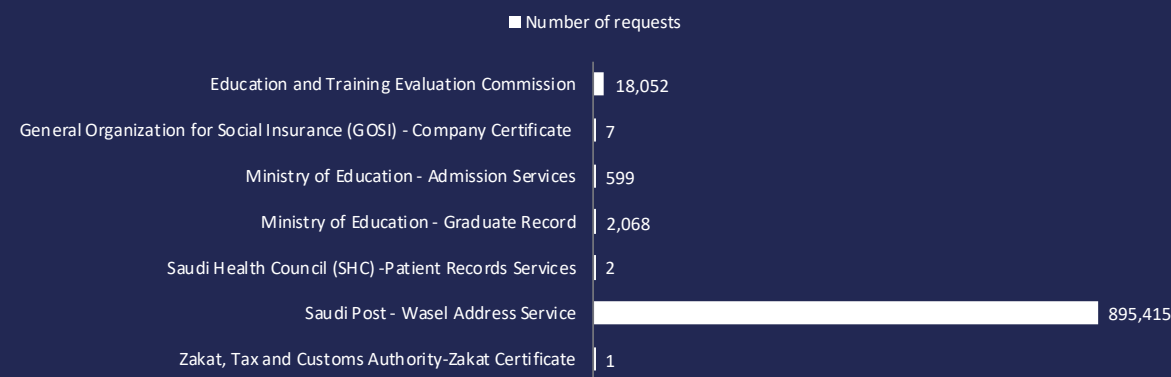 Number of requests
Education and Training Evaluation Commission 18,052
General Organization for Social Insurance (GOSI) - Company Certificate 7
Ministry of Education - Admission Services 599
Ministry of Education - Graduate Record 2,068
Saudi Health Council (SHC) -Patient Records Services 2
Saudi Post - Wasel Address Service 895,415
Zakat, Tax and Customs Authority-Zakat Certificate 1